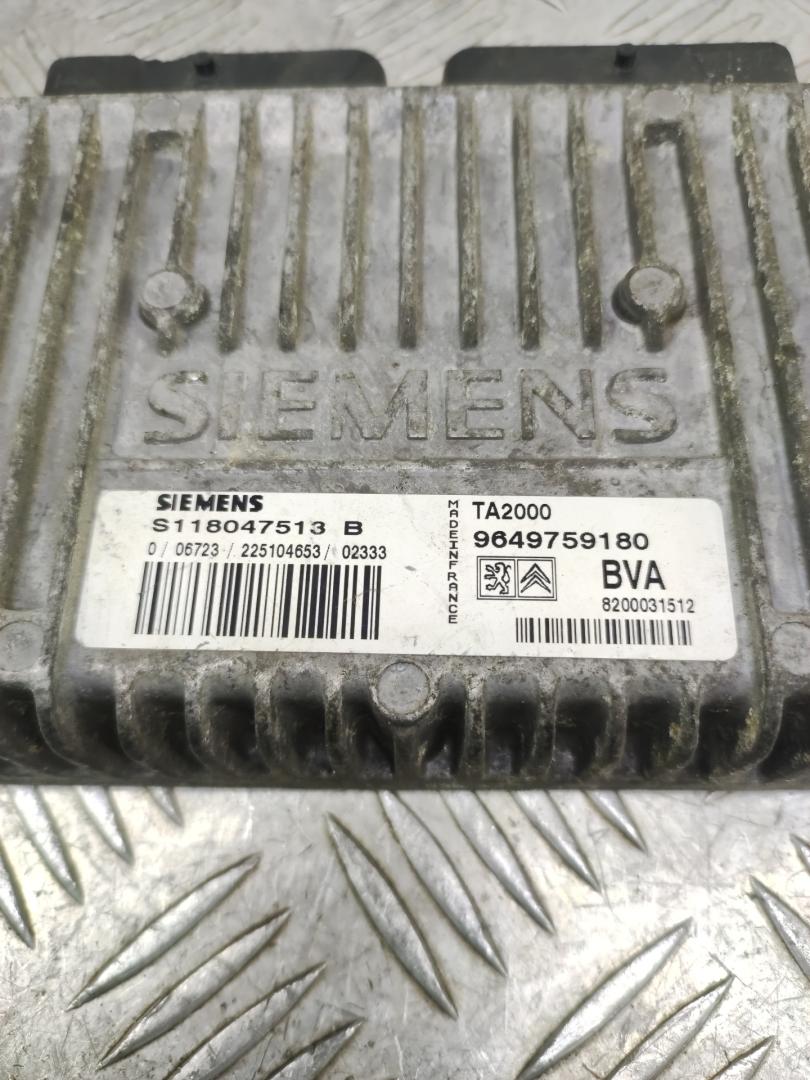 SIEMENS
SIEMENS
S118047513 B
0/ 06723/ 225104653/ 02333
MADEINFRANCE
TA2000
9649759180
BVA
8200031512